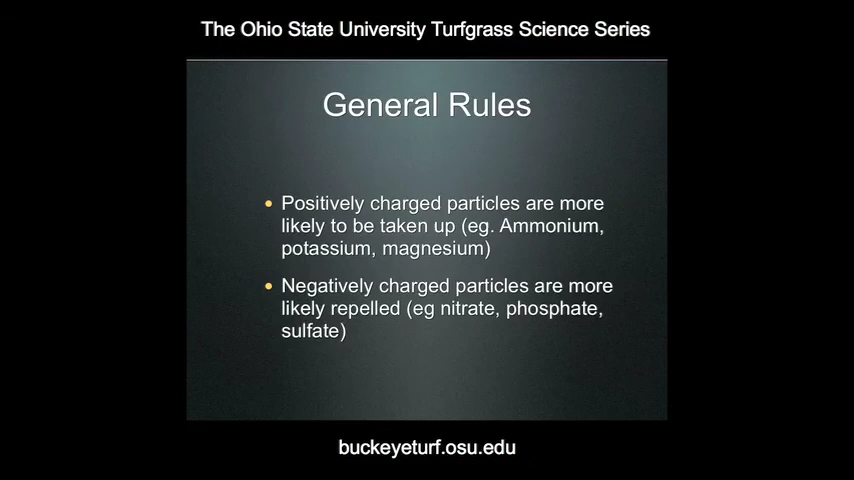 The Ohio State University Turfgrass Science Series
General Rules
• Positively charged particles are more
likely to be taken up (eg. Ammonium,
potassium, magnesium)
• Negatively charged particles are more
likely repelled (eg nitrate, phosphate,
sulfate)
buckeyeturf.osu.edu